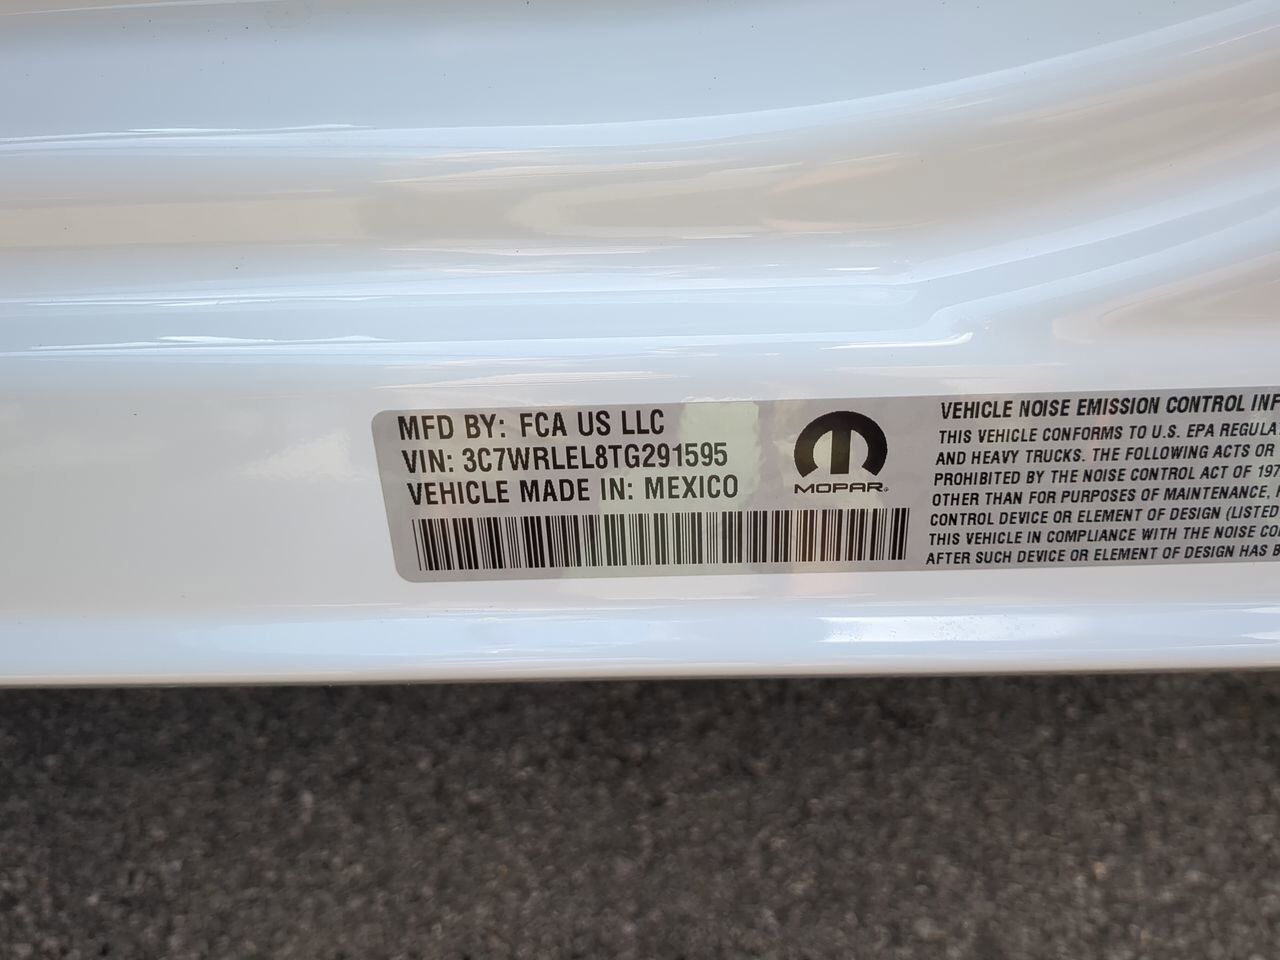 MFD BY: FCA US LLC
VIN: 3C7WRLEL8TG291595
VEHICLE MADE IN: MEXICO
MOPAR®
VEHICLE NOISE EMISSION CONTROL
THIS VEHICLE CONFORMS TO U.S. EPA
AND HEAVY TRUCKS. THE FOLLOWING ACTS OR
PROHIBITED BY THE NOISE CONTROL ACT OF
OTHER THAN FOR PURPOSES OF MAINTENANCE,
CONTROL DEVICE OR ELEMENT OF DESIGN (LISTED
THIS VEHICLE IN COMPLIANCE WITH THE NOISE
AFTER SUCH DEVICE OR ELEMENT OF DESIGN HAS